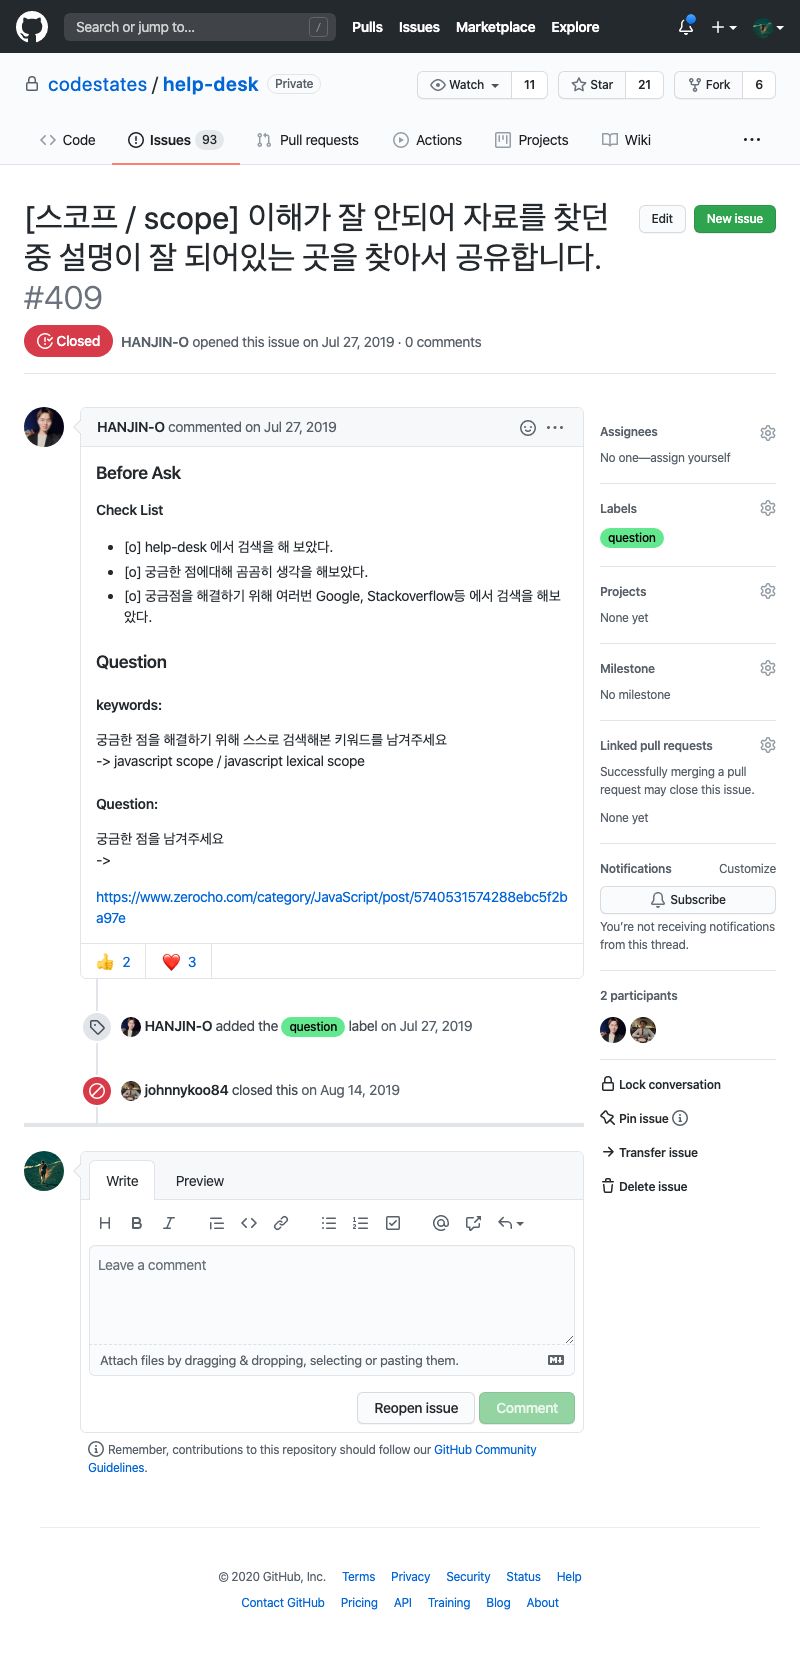 Search or jump to... /
Pulls Issues Marketplace Explore
codestates / help-desk Private
Watch 11 Star 21 Fork 6
Code Issues 93 Pull requests Actions Projects Wiki ...
[스코프 / scope] 이해가 잘 안되어 자료를 찾던
중 설명이 잘 되어있는 곳을 찾아서 공유합니다.
#409
Edit New issue
Closed HANJIN-O opened this issue on Jul 27, 2019 · 0 comments
HANJIN-O commented on Jul 27, 2019
Before Ask
Check List
• [o] help-desk 에서 검색을 해 보았다.
• [o] 궁금한 점에대해 곰곰히 생각을 해보았다.
• [o] 궁금점을 해결하기 위해 여러번 Google, Stackoverflow등 에서 검색을 해보
았다.
Question
keywords:
궁금한 점을 해결하기 위해 스스로 검색해본 키워드를 남겨주세요
-> javascript scope / javascript lexical scope
Question:
궁금한 점을 남겨주세요
->
https://www.zerocho.com/category/JavaScript/post/5740531574288ebc5f2b
a97e
👍 2 ❤️ 3
HANJIN-O added the question label on Jul 27, 2019
johnnykoo84 closed this on Aug 14, 2019
Write Preview
H B I
Leave a comment
Attach files by dragging & dropping, selecting or pasting them.
Reopen issue Comment
Remember, contributions to this repository should follow our GitHub Community
Guidelines.
Assignees
No one—assign yourself
Labels
question
Projects
None yet
Milestone
No milestone
Linked pull requests
Successfully merging a pull
request may close this issue.
None yet
Notifications Customize
Subscribe
You're not receiving notifications
from this thread.
2 participants
Lock conversation
Pin issue
Transfer issue
Delete issue
© 2020 GitHub, Inc. Terms Privacy Security Status Help
Contact GitHub Pricing API Training Blog About